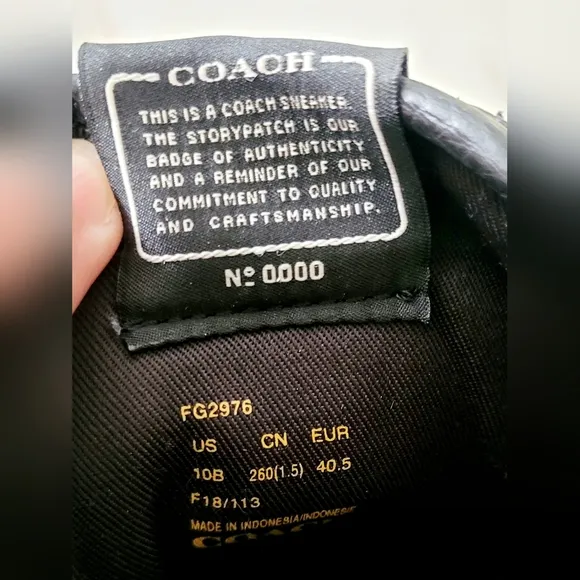 COACH
THIS IS A COACH SNEAKER.
THE STORYPATCH IS OUR
BADGE OF AUTHENTICITY
AND A REMINDER OF OUR
COMMITMENT TO QUALITY
AND CRAFTSMANSHIP.
Nº 0000
FG2976
US CN EUR
10B 260(1.5) 40.5
F18/113
MADE IN INDONESIA/INDONESIE
COACH